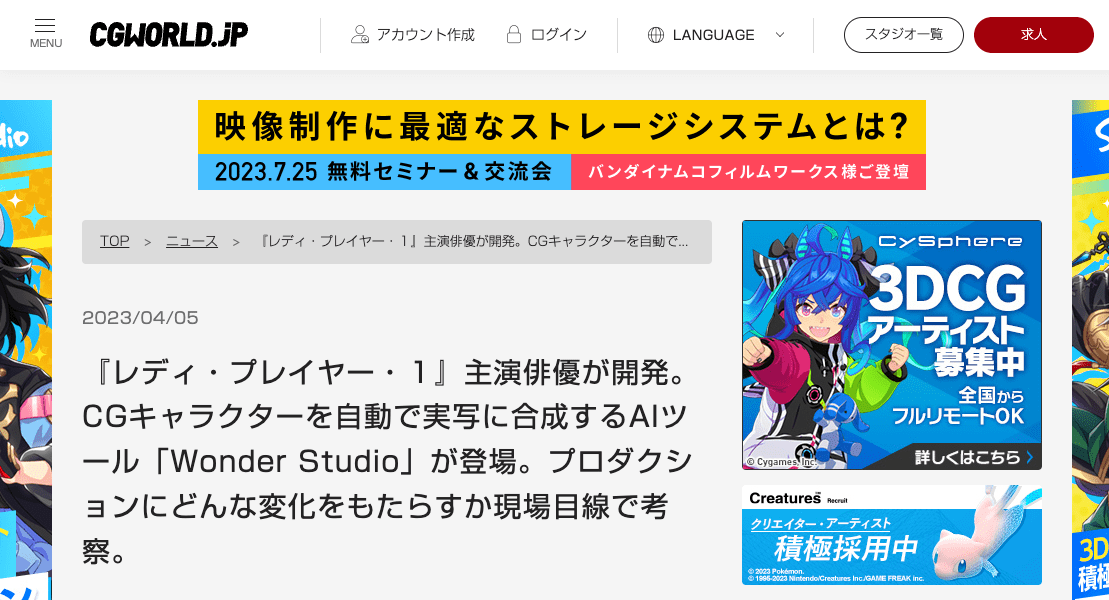 MENU
CGWORLD.JP
アカウント作成
ログイン
LANGUAGE
スタジオ一覧
求人
映像制作に最適なストレージシステムとは?
2023.7.25 無料セミナー＆交流会
バンダイナムコフィルムワークス様ご登壇
TOP > ニュース > 『レディ・プレイヤー・１』主演俳優が開発。CGキャラクターを自動で...
2023/04/05
『レディ・プレイヤー・１』主演俳優が開発。
CGキャラクターを自動で実写に合成するAIツ
ール「Wonder Studio」が登場。プロダクシ
ョンにどんな変化をもたらすか現場目線で考
察。
CySphere
3DCG
アーティスト
募集中
全国から
フルリモートOK
© Cygames, Inc.
詳しくはこちら
Creatures Recruit
クリエイター・アーティスト
積極採用中
© 2023 Pokémon.
© 1995-2023 Nintendo/Creatures Inc./GAME FREAK inc.
3D
積極